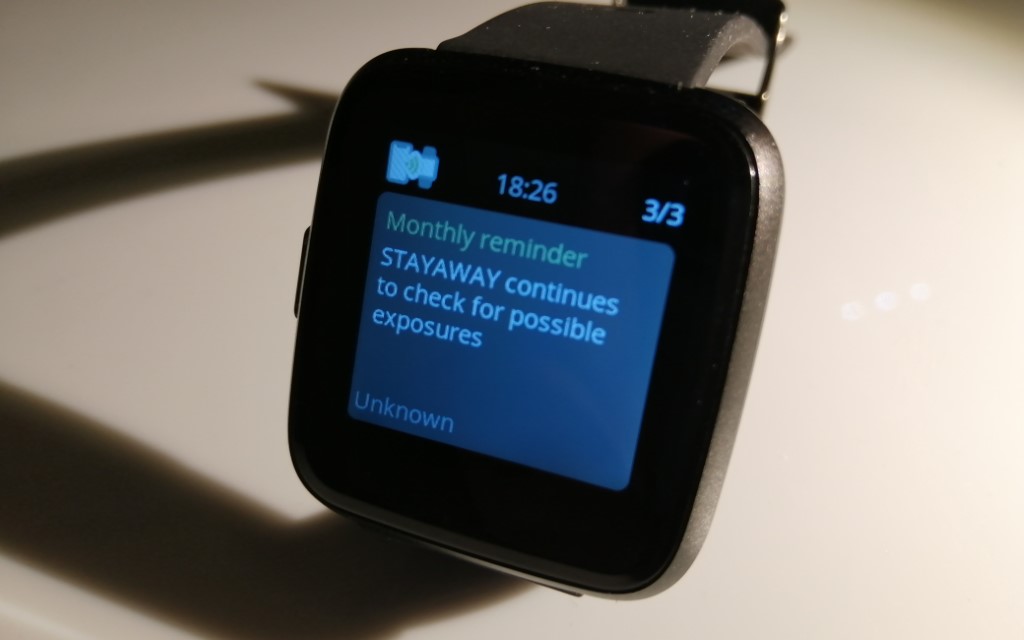 18:26
3/3
Monthly reminder
STAYAWAY continues
to check for possible
exposures
Unknown